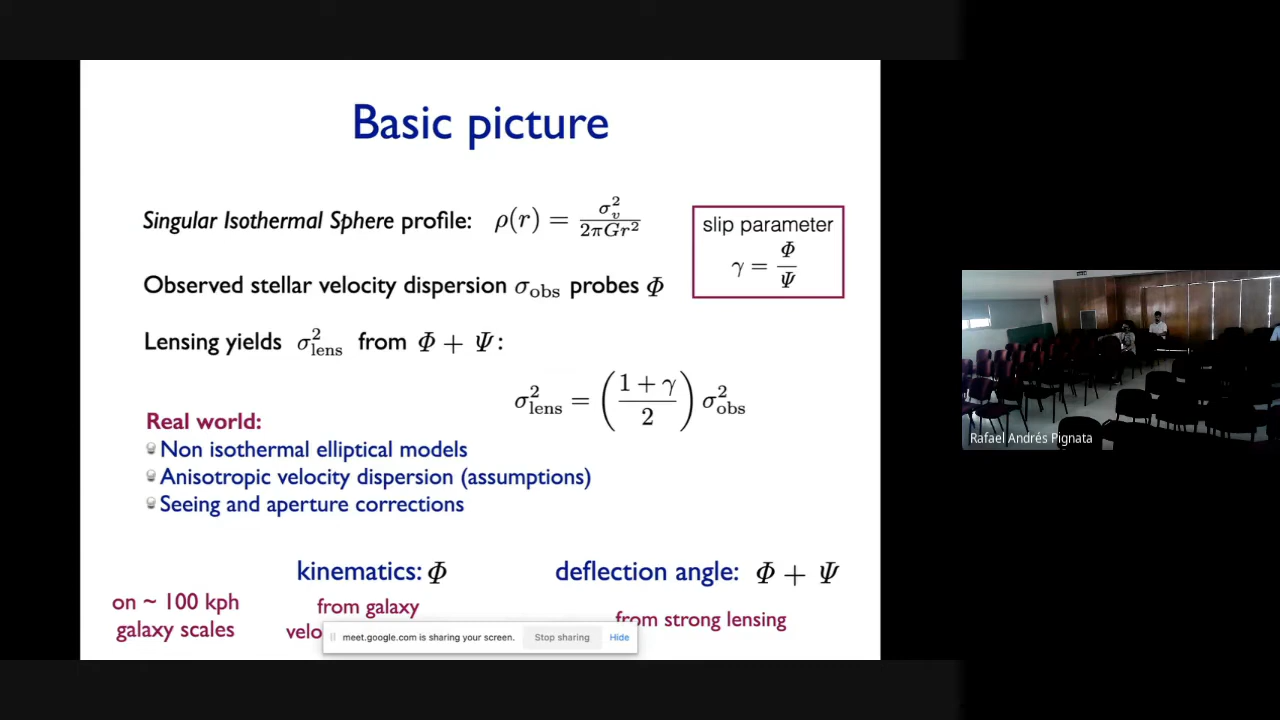 Basic picture
Singular Isothermal Sphere profile: ρ(r) = σ_v^2 / 2πGr^2
slip parameter
γ = Φ / Ψ
Observed stellar velocity dispersion σ_obs probes Φ
Lensing yields σ_lens^2 from Φ + Ψ:
σ_lens^2 = ((1 + γ) / 2) σ_obs^2
Real world:
Non isothermal elliptical models
Anisotropic velocity dispersion (assumptions)
Seeing and aperture corrections
kinematics: Φ
deflection angle: Φ + Ψ
on ~ 100 kph
galaxy scales
from galaxy
from strong lensing
meet.google.com is sharing your screen. Stop sharing Hide
Rafael Andrés Pignata